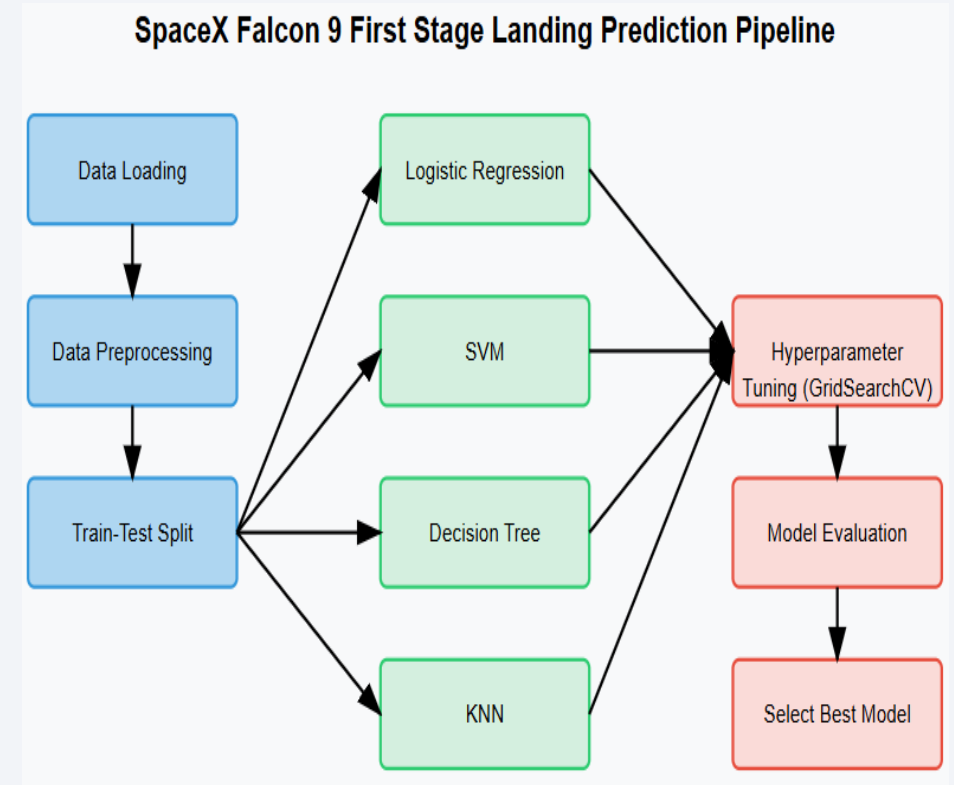 SpaceX Falcon 9 First Stage Landing Prediction Pipeline
Data Loading
Data Preprocessing
Train-Test Split
Logistic Regression
SVM
Decision Tree
KNN
Hyperparameter
Tuning (GridSearchCV)
Model Evaluation
Select Best Model